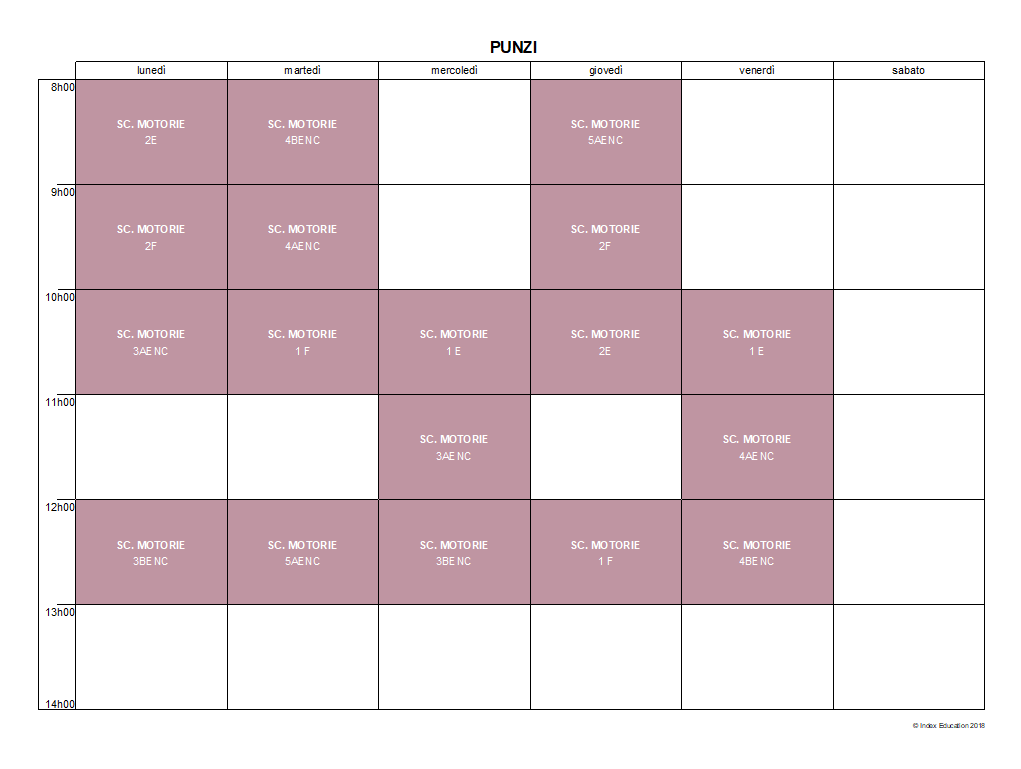 PUNZI
lunedì martedì mercoledì giovedì venerdì sabato
8h00
SC. MOTORIE SC. MOTORIE SC. MOTORIE
2E 4BENC 5AENC
9h00
SC. MOTORIE SC. MOTORIE SC. MOTORIE
2F 4AENC 2F
10h00
SC. MOTORIE SC. MOTORIE SC. MOTORIE SC. MOTORIE SC. MOTORIE
3AENC 1 F 1 E 2E 1 E
11h00
SC. MOTORIE SC. MOTORIE
3AENC 4AENC
12h00
SC. MOTORIE SC. MOTORIE SC. MOTORIE SC. MOTORIE SC. MOTORIE
3BENC 5AENC 3BENC 1 F 4BENC
13h00
14h00
© Index Education 2018